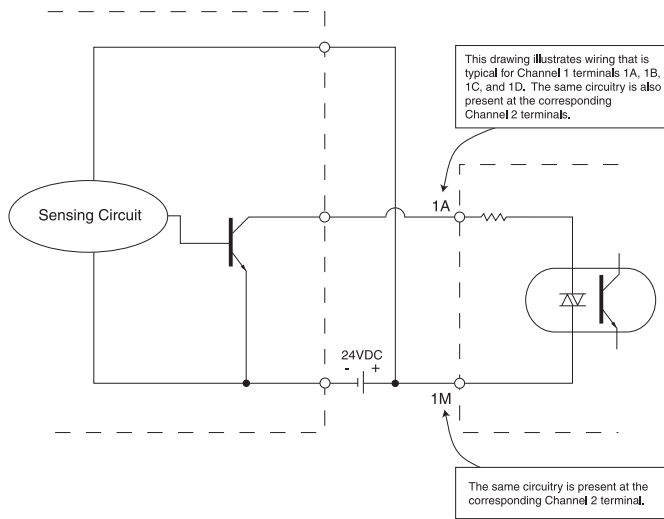 This drawing illustrates wiring that is
typical for Channel 1 terminals 1A, 1B,
1C, and 1D. The same circuitry is also
present at the corresponding
Channel 2 terminals.
1A
Sensing Circuit
24VDC
- +
1M
The same circuitry is present at the
corresponding Channel 2 terminal.